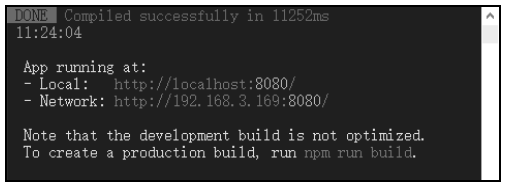 DONE Compiled successfully in 11252ms
11:24:04
App running at:
- Local: http://localhost:8080/
- Network: http://192.168.3.169:8080/
Note that the development build is not optimized.
To create a production build, run npm run build.